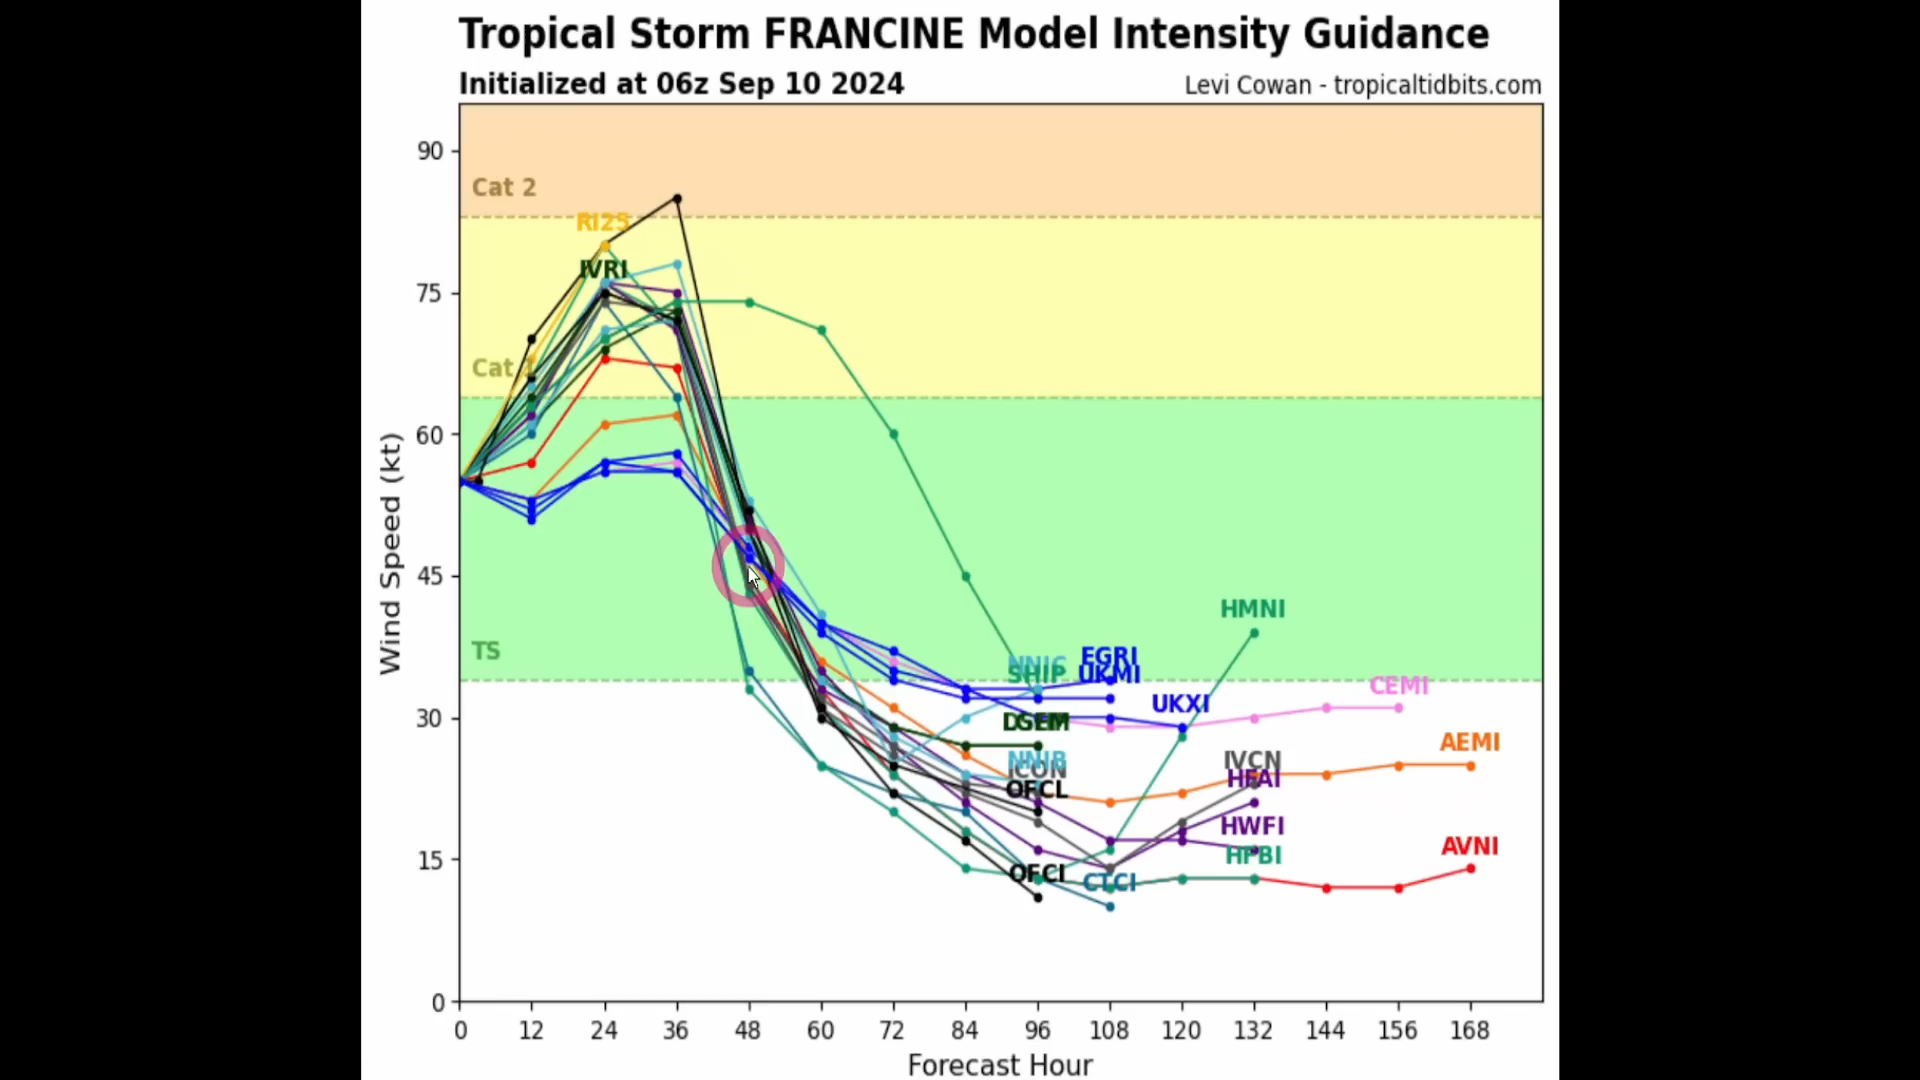 Tropical Storm FRANCINE Model Intensity Guidance
Initialized at 06z Sep 10 2024
Levi Cowan - tropicaltidbits.com
90
Cat 2
RI25
IVRI
75
Cat 1
60
Wind Speed (kt)
45
HMNI
TS
NNIC
EGRI
SHIP
UKMI
CEMI
UKXI
30
DSHP
AEMI
NNIB
IVCN
ICON
HFAI
OFCL
HWFI
AVNI
HFBI
15
OFCI
CTCI
0
0 12 24 36 48 60 72 84 96 108 120 132 144 156 168
Forecast Hour